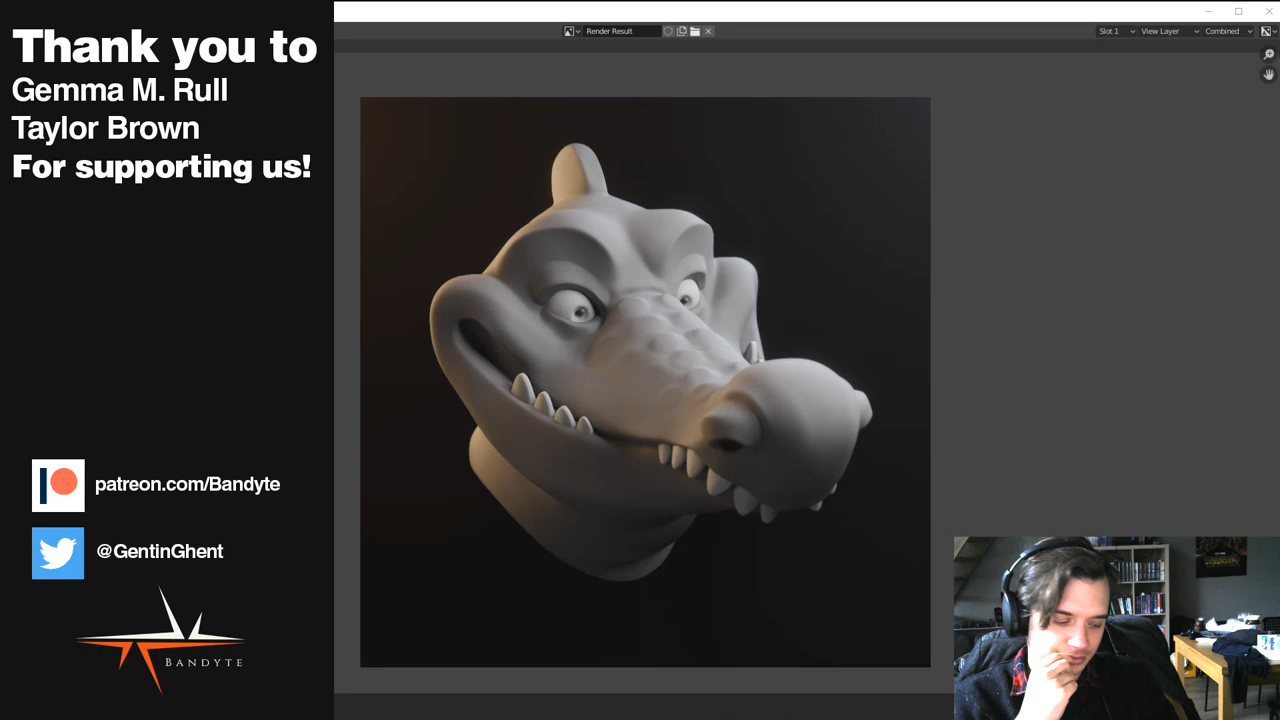 Thank you to
Gemma M. Rull
Taylor Brown
For supporting us!
patreon.com/Bandyte
@GentinGhent
BANDYTE
Render Result
Slot 1
View Layer
Combined